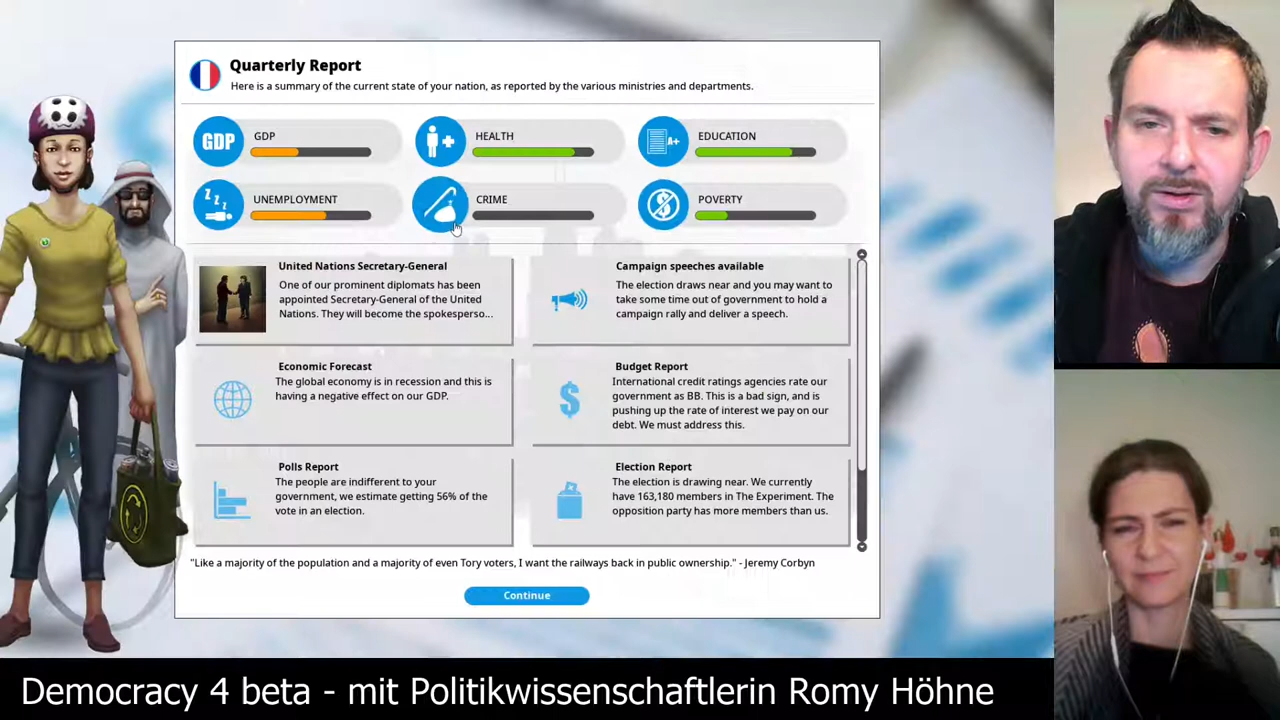 Quarterly Report
Here is a summary of the current state of your nation, as reported by the various ministries and departments.
GDP GDP
HEALTH
A+ EDUCATION
Z Z Z UNEMPLOYMENT
CRIME
$ POVERTY
United Nations Secretary-General
One of our prominent diplomats has been
appointed Secretary-General of the United
Nations. They will become the spokesperso...
Campaign speeches available
The election draws near and you may want to
take some time out of government to hold a
campaign rally and deliver a speech.
Economic Forecast
The global economy is in recession and this is
having a negative effect on our GDP.
$
Budget Report
International credit ratings agencies rate our
government as BB. This is a bad sign, and is
pushing up the rate of interest we pay on our
debt. We must address this.
Polls Report
The people are indifferent to your
government, we estimate getting 56% of the
vote in an election.
Election Report
The election is drawing near. We currently
have 163,180 members in The Experiment. The
opposition party has more members than us.
"Like a majority of the population and a majority of even Tory voters, I want the railways back in public ownership." - Jeremy Corbyn
Continue
Democracy 4 beta - mit Politikwissenschaftlerin Romy Höhne